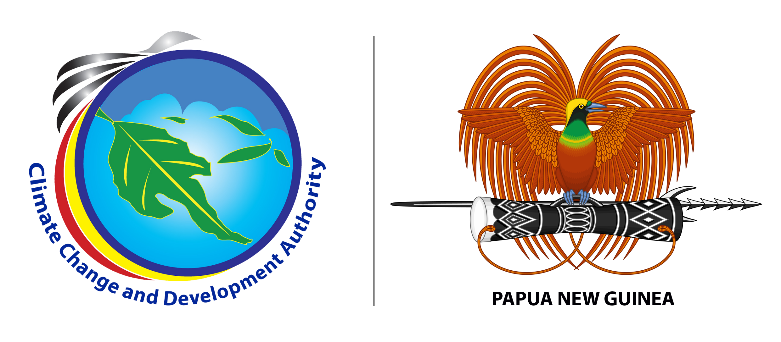 Climate Change and Development Authority
PAPUA NEW GUINEA